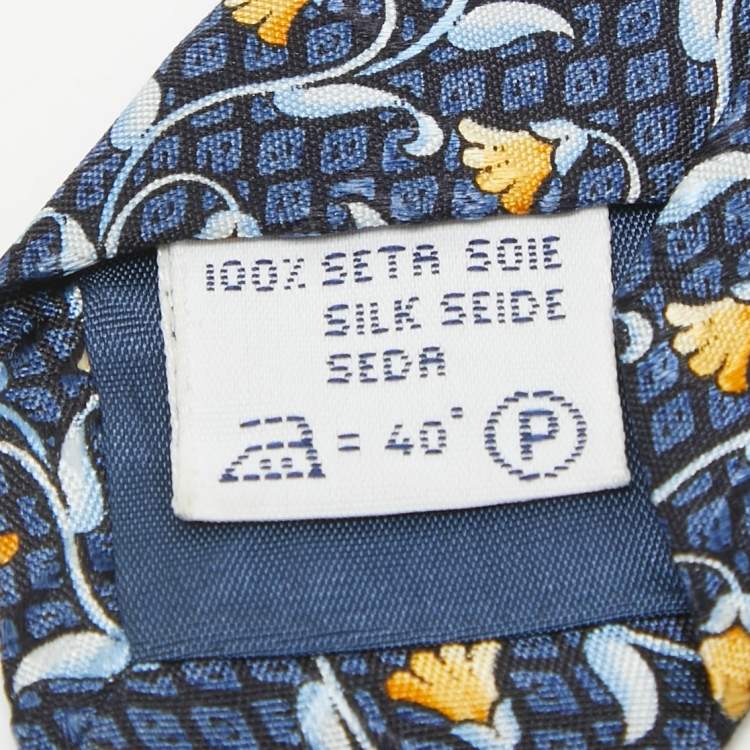 100% SETA SOIE
SILK SEIDE
SEDA
= 40° P